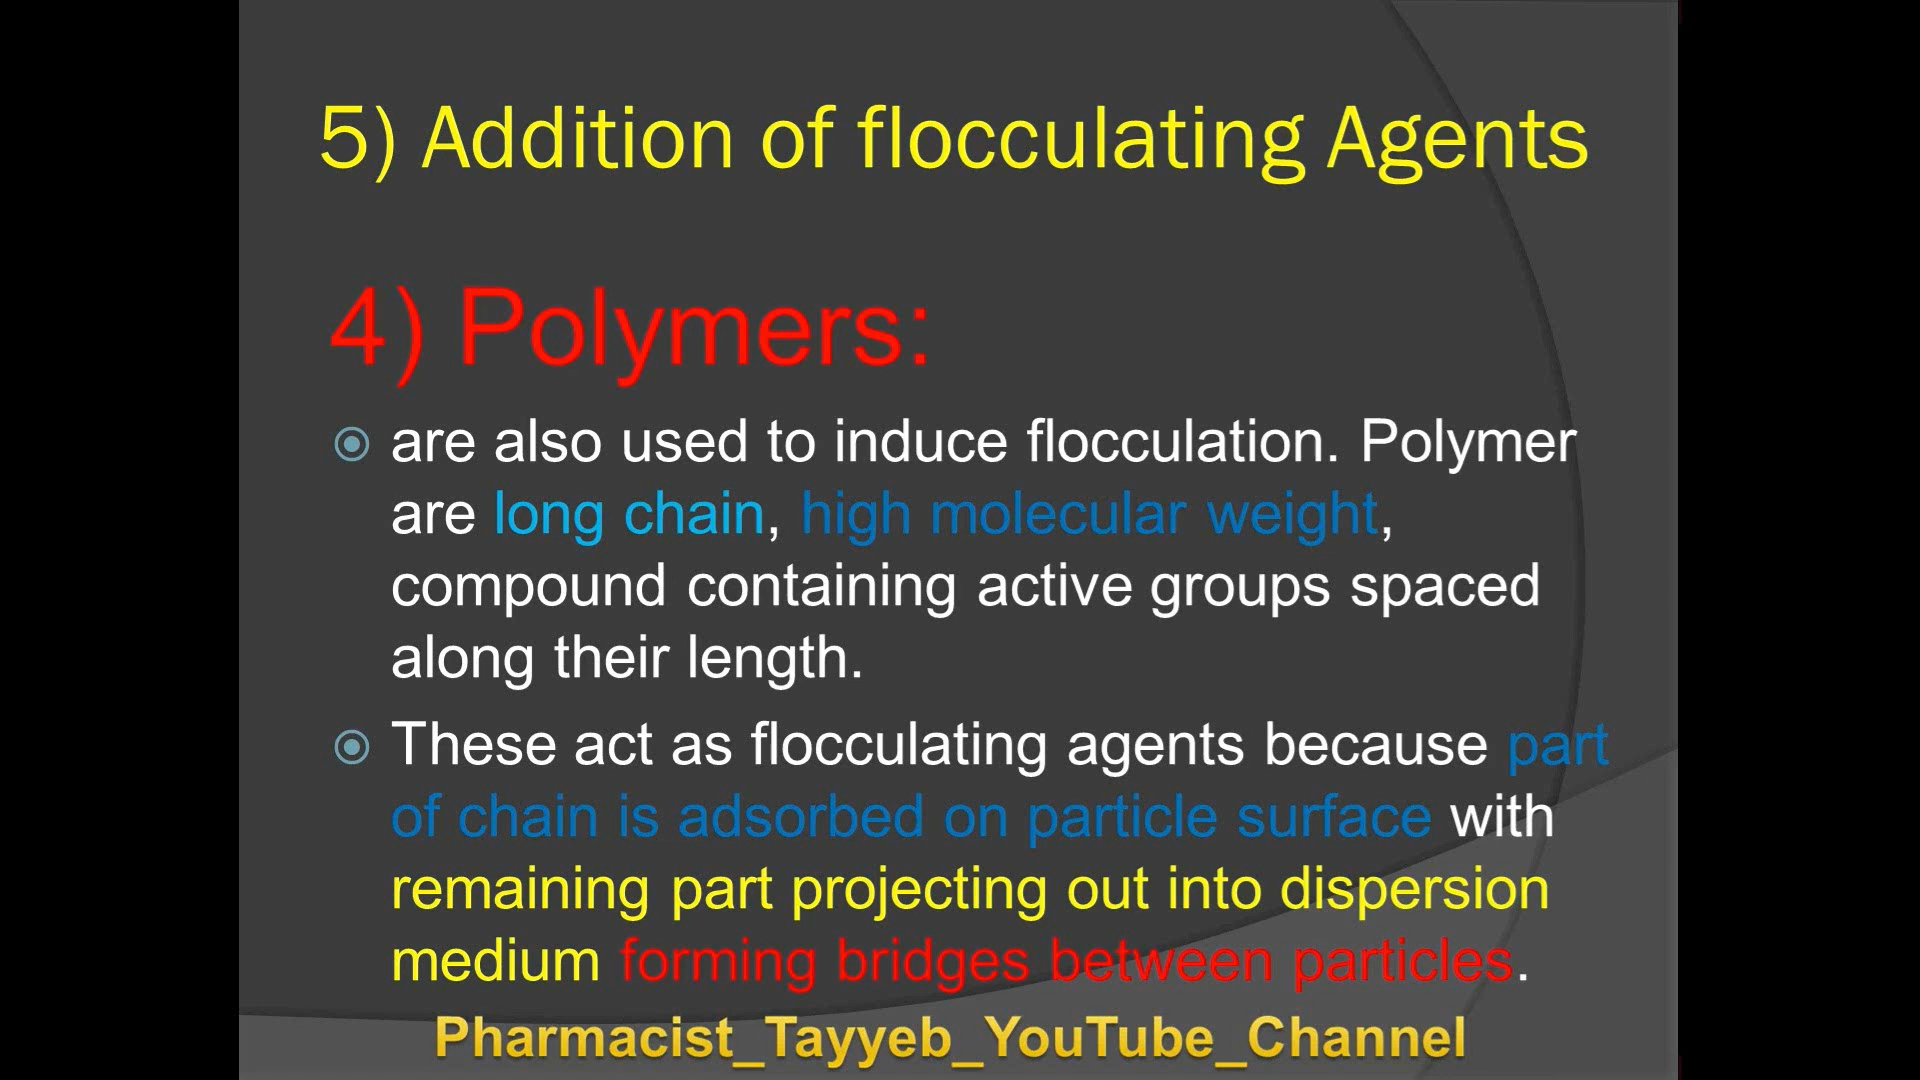 5) Addition of flocculating Agents
4) Polymers:
are also used to induce flocculation. Polymer
are long chain, high molecular weight,
compound containing active groups spaced
along their length.
These act as flocculating agents because part
of chain is adsorbed on particle surface with
remaining part projecting out into dispersion
medium forming bridges between particles.
Pharmacist_Tayyeb_YouTube_Channel